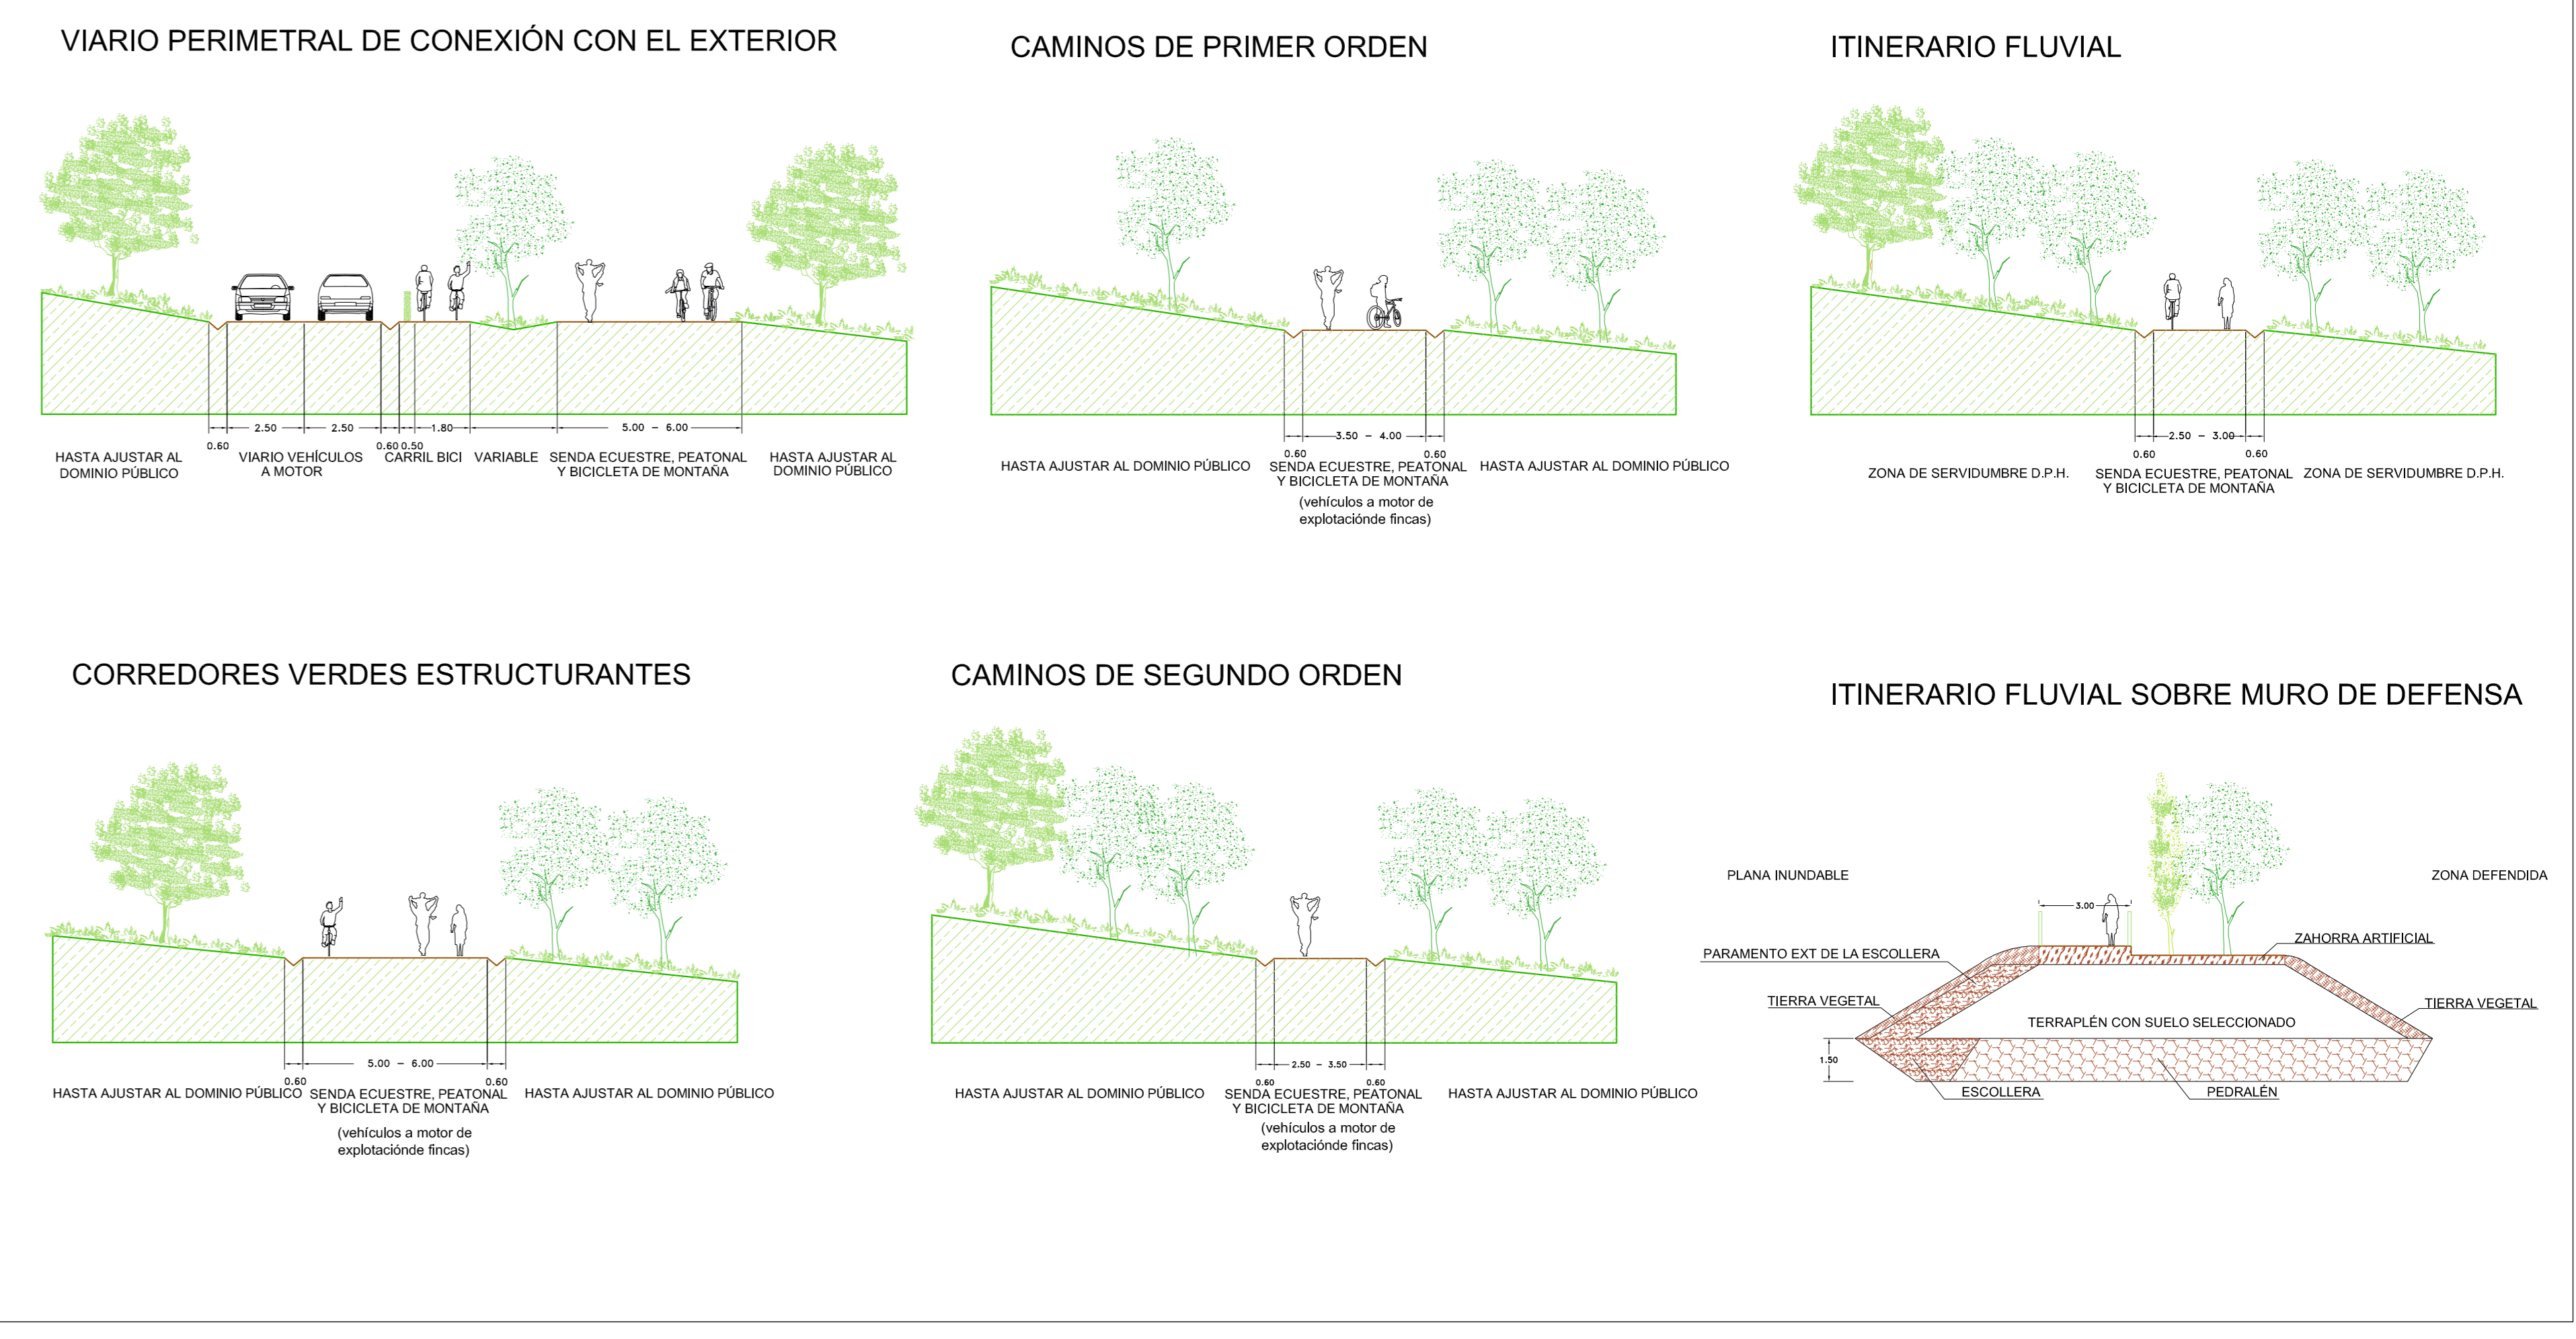 VIARIO PERIMETRAL DE CONEXIÓN CON EL EXTERIOR
2.50
2.50
1.80
5.00 - 6.00
0.60
0.60
0.50
HASTA AJUSTAR AL
DOMINIO PÚBLICO
VIARIO VEHÍCULOS
A MOTOR
CARRIL BICI
VARIABLE
SENDA ECUESTRE, PEATONAL
Y BICICLETA DE MONTAÑA
HASTA AJUSTAR AL
DOMINIO PÚBLICO
CAMINOS DE PRIMER ORDEN
3.50 - 4.00
0.60
0.60
HASTA AJUSTAR AL DOMINIO PÚBLICO
SENDA ECUESTRE, PEATONAL
Y BICICLETA DE MONTAÑA
(vehículos a motor de
explotaciónde fincas)
HASTA AJUSTAR AL DOMINIO PÚBLICO
ITINERARIO FLUVIAL
2.50 - 3.00
0.60
0.60
ZONA DE SERVIDUMBRE D.P.H.
SENDA ECUESTRE, PEATONAL
Y BICICLETA DE MONTAÑA
ZONA DE SERVIDUMBRE D.P.H.
CORREDORES VERDES ESTRUCTURANTES
5.00 - 6.00
0.60
0.60
HASTA AJUSTAR AL DOMINIO PÚBLICO
SENDA ECUESTRE, PEATONAL
Y BICICLETA DE MONTAÑA
(vehículos a motor de
explotaciónde fincas)
HASTA AJUSTAR AL DOMINIO PÚBLICO
CAMINOS DE SEGUNDO ORDEN
2.50 - 3.50
0.60
0.60
HASTA AJUSTAR AL DOMINIO PÚBLICO
SENDA ECUESTRE, PEATONAL
Y BICICLETA DE MONTAÑA
(vehículos a motor de
explotaciónde fincas)
HASTA AJUSTAR AL DOMINIO PÚBLICO
ITINERARIO FLUVIAL SOBRE MURO DE DEFENSA
PLANA INUNDABLE
ZONA DEFENDIDA
3.00
ZAHORRA ARTIFICIAL
PARAMENTO EXT DE LA ESCOLLERA
TIERRA VEGETAL
TIERRA VEGETAL
TERRAPLÉN CON SUELO SELECCIONADO
1.50
ESCOLLERA
PEDRALÉN